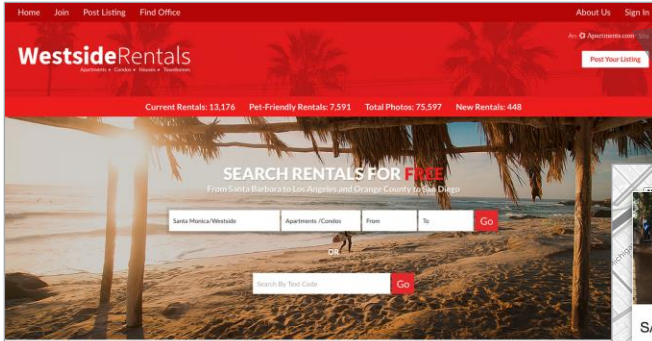 Home Join Post Listing Find Office About Us Sign In
An Apartments.com
WestsideRentals
Apartments • Condos • Houses • Townhomes
Post Your Listing
Current Rentals: 13,176 Pet-Friendly Rentals: 7,591 Total Photos: 75,597 New Rentals: 448
SEARCH RENTALS FOR FREE
From Santa Barbara to Los Angeles and Orange County to San Diego
Santa Monica/Westside Apartments /Condos From To Go
OR
Search By Text Code Go